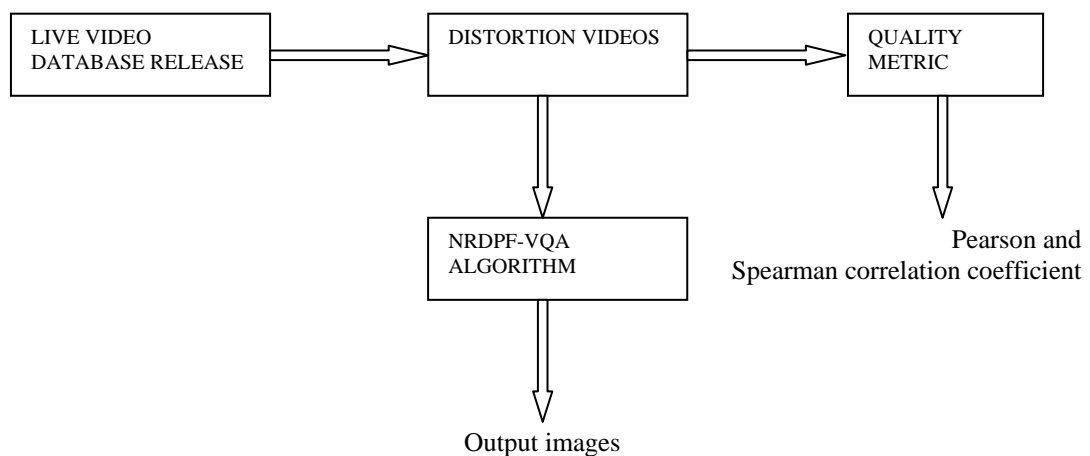 LIVE VIDEO
DATABASE RELEASE
DISTORTION VIDEOS
QUALITY
METRIC
NRDPF-VQA
ALGORITHM
Pearson and
Spearman correlation coefficient
Output images